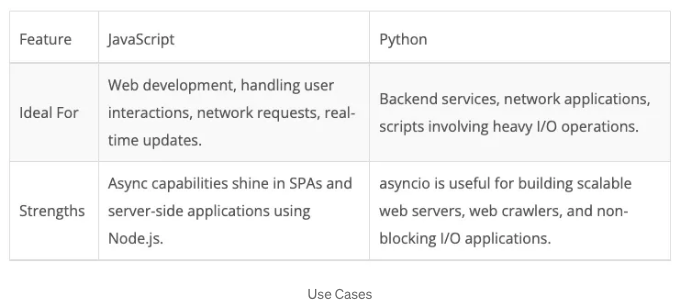 Feature JavaScript Python
Web development, handling user
interactions, network requests, real-
time updates.
Ideal For
Backend services, network applications,
scripts involving heavy I/O operations.
Async capabilities shine in SPAs and
server-side applications using
Node.js.
Strengths
asyncio is useful for building scalable
web servers, web crawlers, and non-
blocking I/O applications.
Use Cases